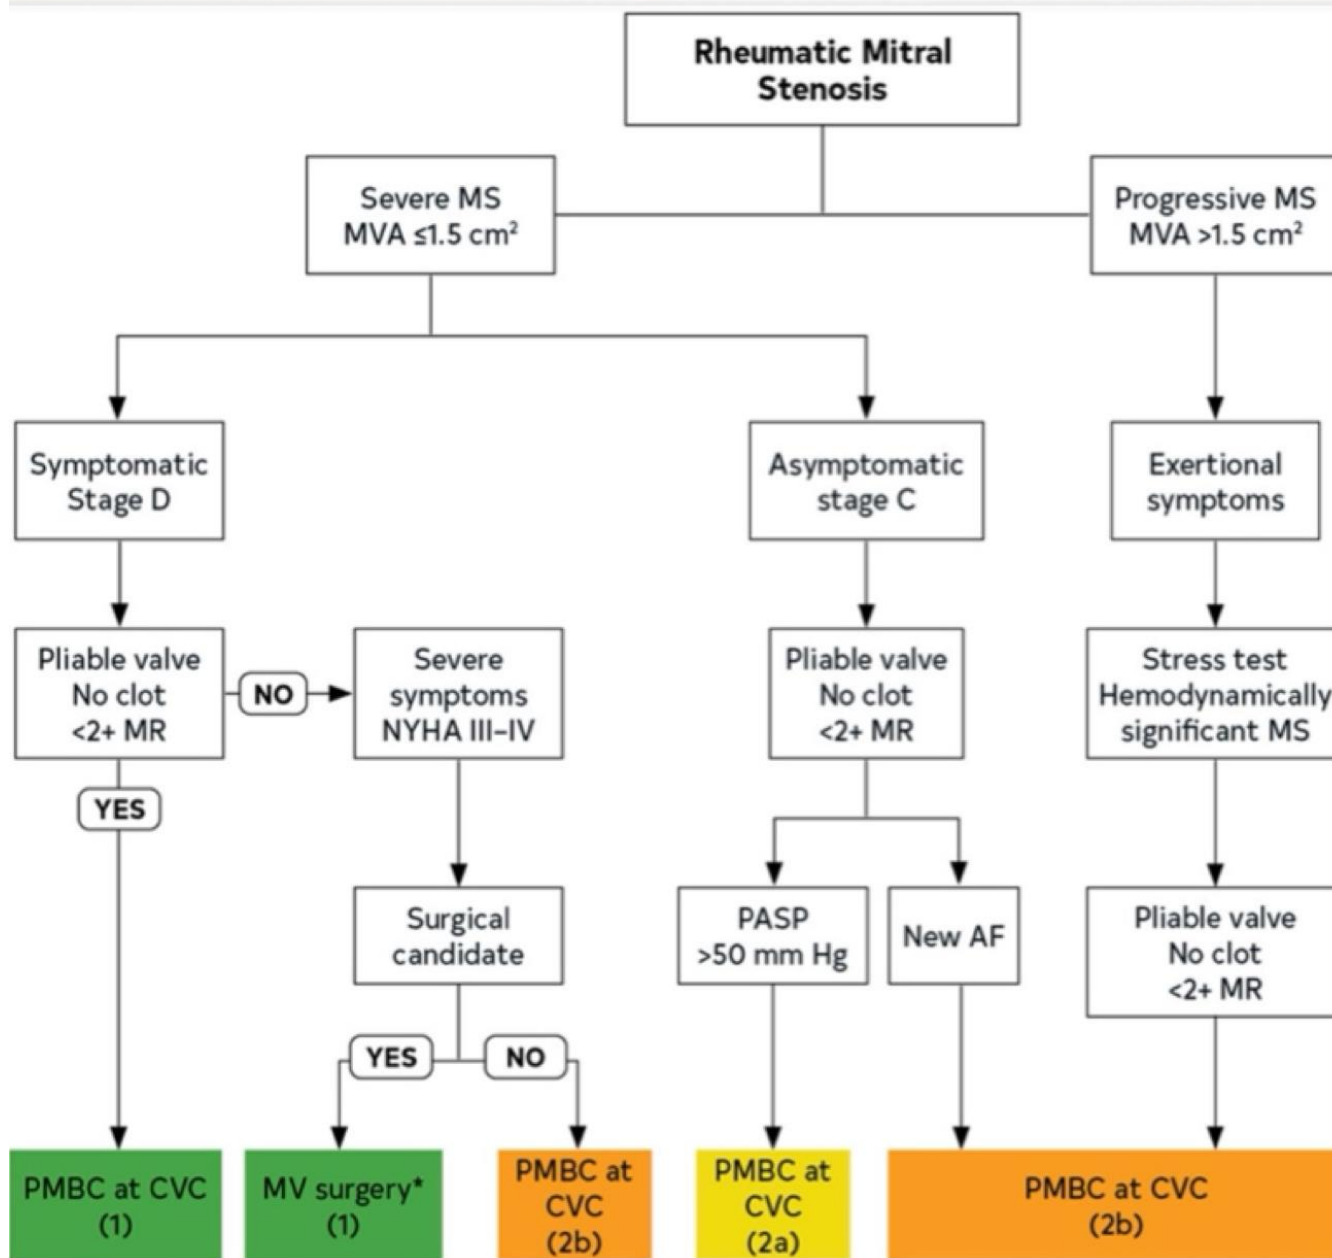 Rheumatic Mitral
Stenosis
Severe MS
MVA ≤1.5 cm²
Progressive MS
MVA >1.5 cm²
Symptomatic
Stage D
Asymptomatic
stage C
Exertional
symptoms
Pliable valve
No clot
<2+ MR
NO
Severe
symptoms
NYHA III–IV
Pliable valve
No clot
<2+ MR
Stress test
Hemodynamically
significant MS
YES
Surgical
candidate
PASP
>50 mm Hg
New AF
Pliable valve
No clot
<2+ MR
YES
NO
PMBC at CVC
(1)
MV surgery*
(1)
PMBC at
CVC
(2b)
PMBC at
CVC
(2a)
PMBC at CVC
(2b)